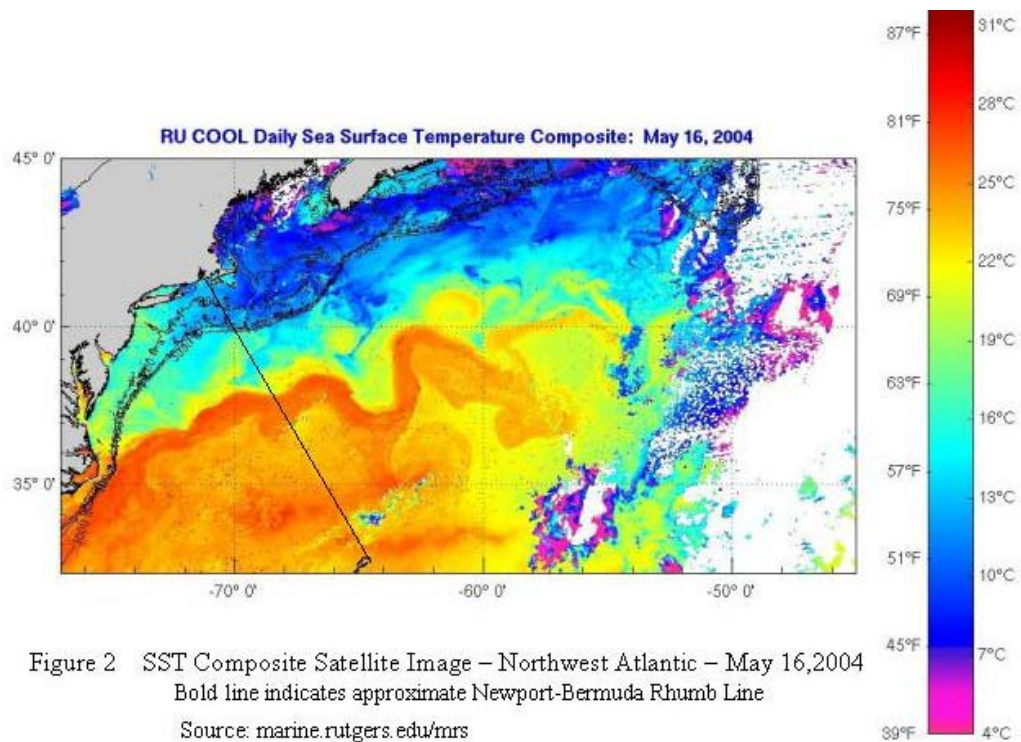 RU COOL Daily Sea Surface Temperature Composite: May 16, 2004
45° 0'
40° 0'
35° 0'
-70° 0'
-60° 0'
-50° 0'
87°F
81°F
75°F
69°F
63°F
57°F
51°F
45°F
39°F
31°C
28°C
25°C
22°C
19°C
16°C
13°C
10°C
7°C
4°C
Figure 2 SST Composite Satellite Image – Northwest Atlantic – May 16,2004
Bold line indicates approximate Newport-Bermuda Rhumb Line
Source: marine.rutgers.edu/mrs